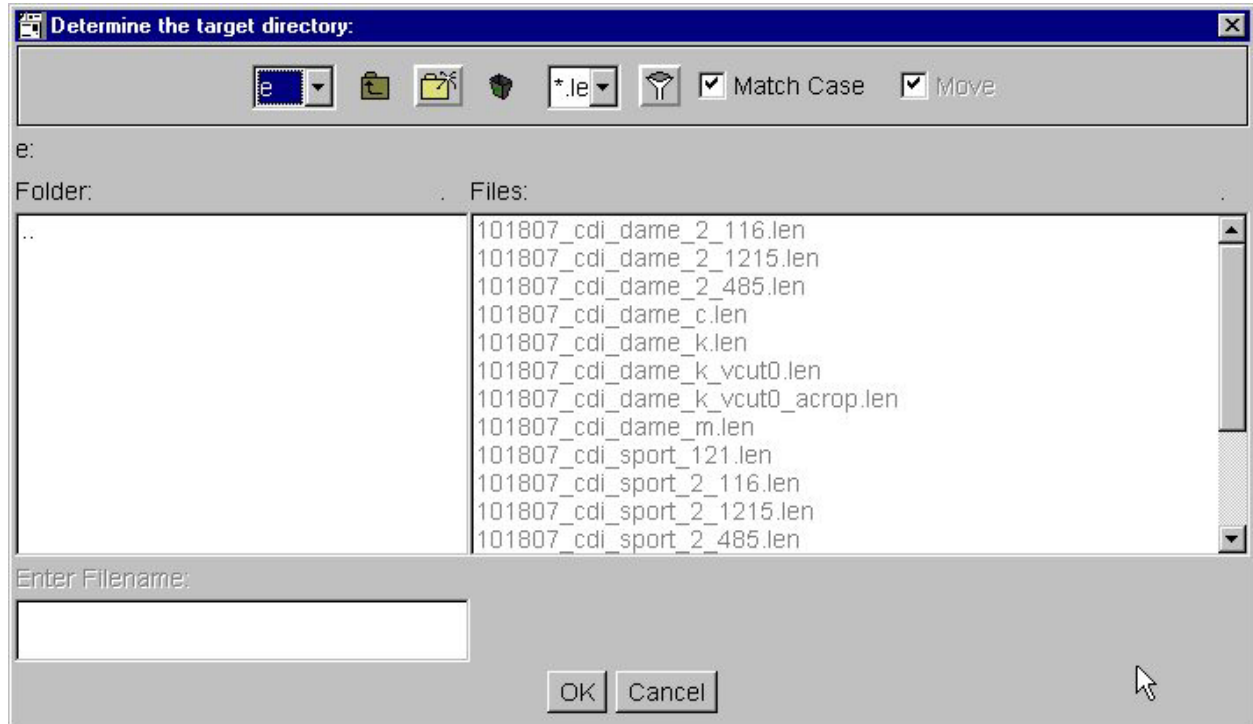 Determine the target directory:
e *.le Match Case Move
e:
Folder: . Files: .
..
101807_cdi_dame_2_116.len
101807_cdi_dame_2_1215.len
101807_cdi_dame_2_485.len
101807_cdi_dame_c.len
101807_cdi_dame_k.len
101807_cdi_dame_k_vcut0.len
101807_cdi_dame_k_vcut0_acrop.len
101807_cdi_dame_m.len
101807_cdi_sport_121.len
101807_cdi_sport_2_116.len
101807_cdi_sport_2_1215.len
101807_cdi_sport_2_485.len
Enter Filename:
OK Cancel